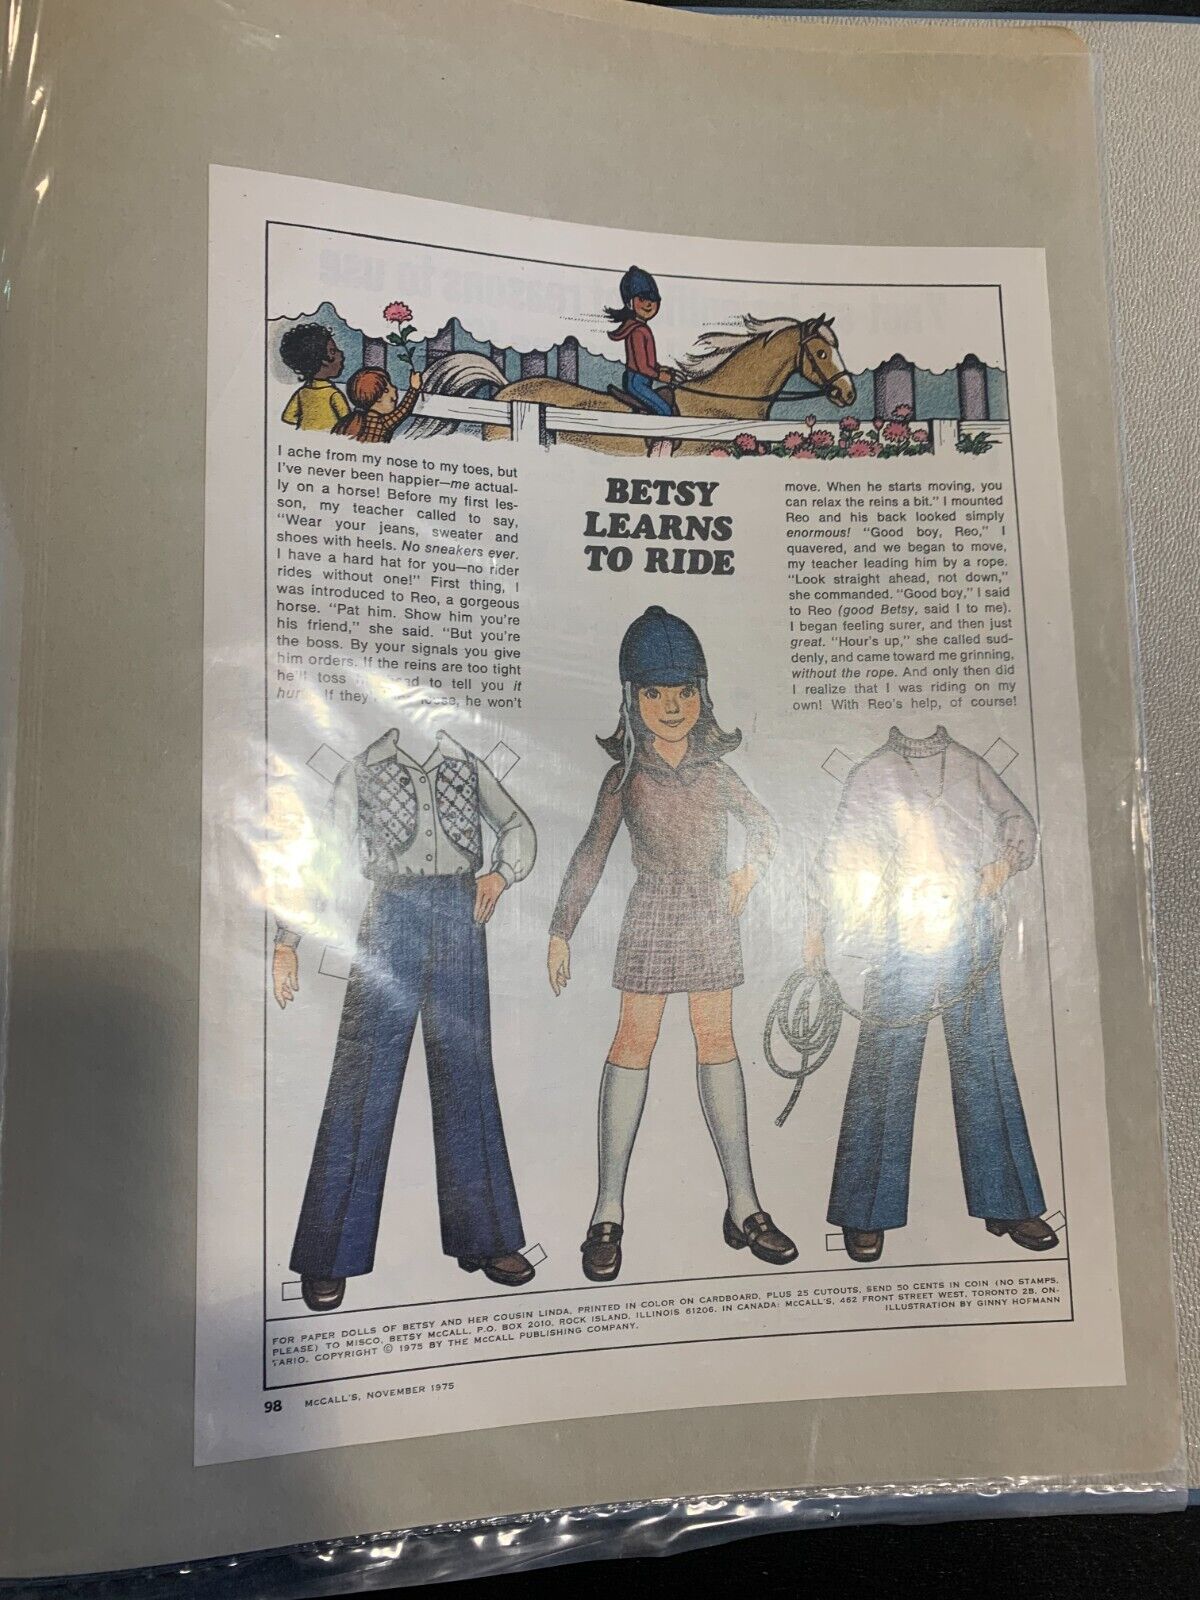 I ache from my nose to my toes, but
I've never been happier—me actual-
ly on a horse! Before my first les-
son, my teacher called to say,
"Wear your jeans, sweater and
shoes with heels. No sneakers ever.
I have a hard hat for you—no rider
rides without one!" First thing, I
was introduced to Reo, a gorgeous
horse. "Pat him. Show him you're
his friend," she said. "But you're
the boss. By your signals you give
him orders. If the reins are too tight
he'll toss to tell you it
If they loose, he won't
BETSY
LEARNS
TO RIDE
move. When he starts moving, you
can relax the reins a bit." I mounted
Reo and his back looked simply
enormous! "Good boy, Reo," I
quavered, and we began to move,
my teacher leading him by a rope.
"Look straight ahead, not down,"
she commanded. "Good boy," I said
to Reo (good Betsy, said I to me).
I began feeling surer, and then just
great. "Hour's up," she called sud-
denly, and came toward me grinning,
without the rope. And only then did
I realize that I was riding on my
own! With Reo's help, of course!
FOR PAPER DOLLS OF BETSY AND HER COUSIN LINDA, PRINTED IN COLOR ON CARDBOARD, PLUS 25 CUTOUTS, SEND 50 CENTS IN COIN (NO STAMPS,
PLEASE) TO MISCO, BETSY McCALL, P.O. BOX 2010, ROCK ISLAND, ILLINOIS 61206. IN CANADA: McCALL'S, 462 FRONT STREET WEST, TORONTO 2B, ON-
TARIO. COPYRIGHT © 1975 BY THE McCALL PUBLISHING COMPANY.
ILLUSTRATION BY GINNY HOFMANN
98 McCALL'S, NOVEMBER 1975